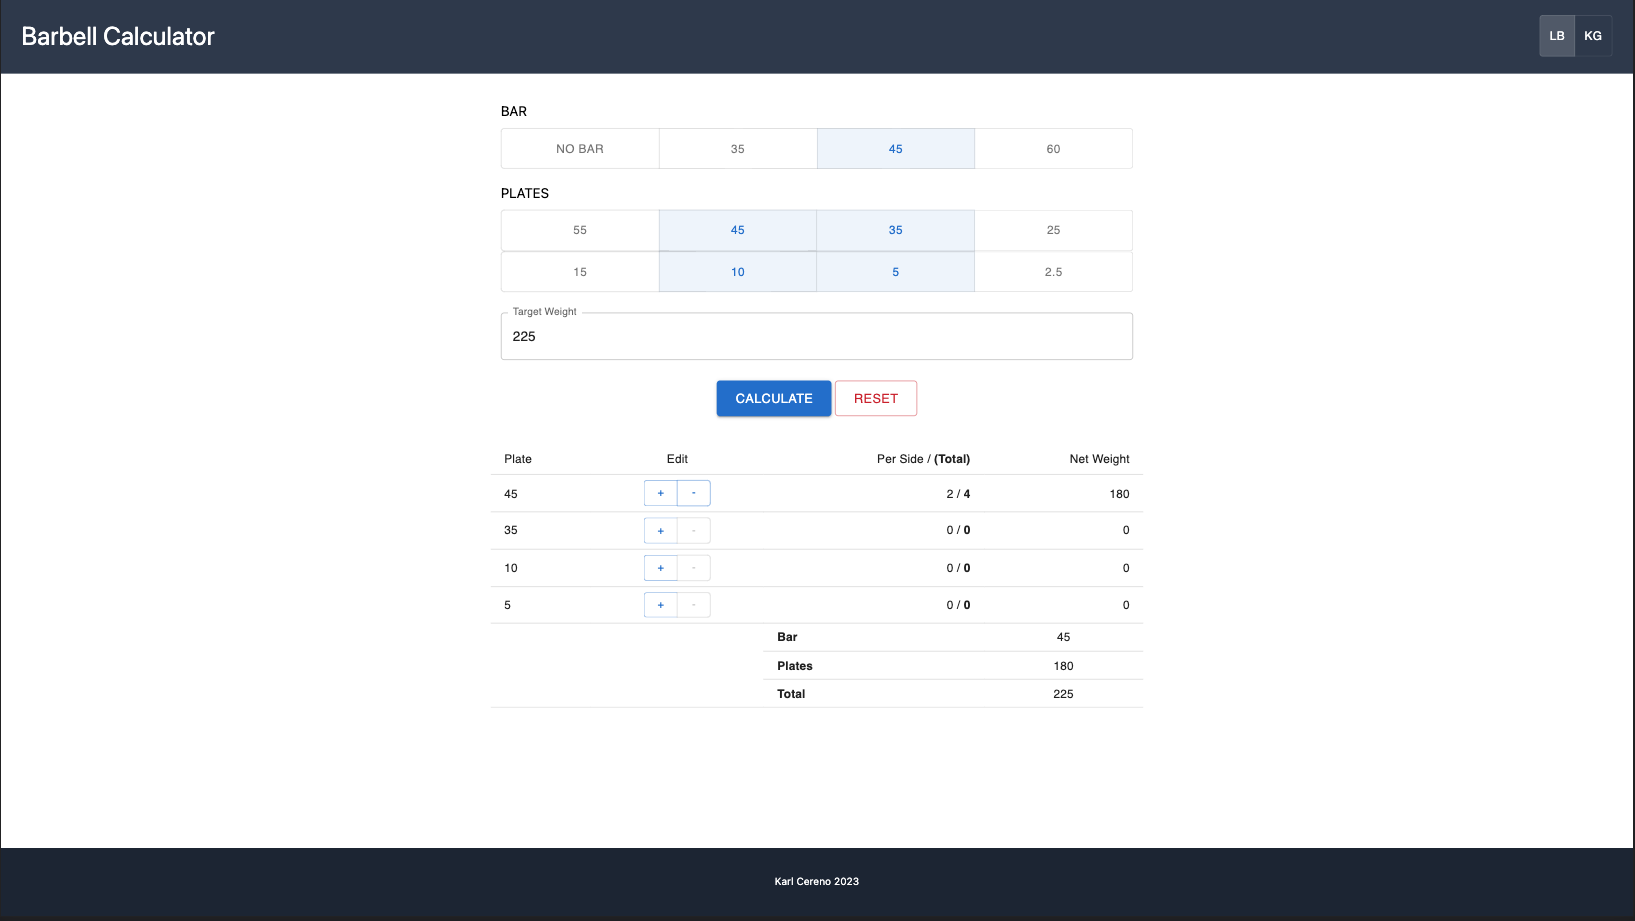 Barbell Calculator
LB KG
BAR
NO BAR 35 45 60
PLATES
55 45 35 25
15 10 5 2.5
Target Weight
225
CALCULATE RESET
Plate Edit Per Side / (Total) Net Weight
45 + - 2 / 4 180
35 + - 0 / 0 0
10 + - 0 / 0 0
5 + - 0 / 0 0
Bar 45
Plates 180
Total 225
Karl Cereno 2023